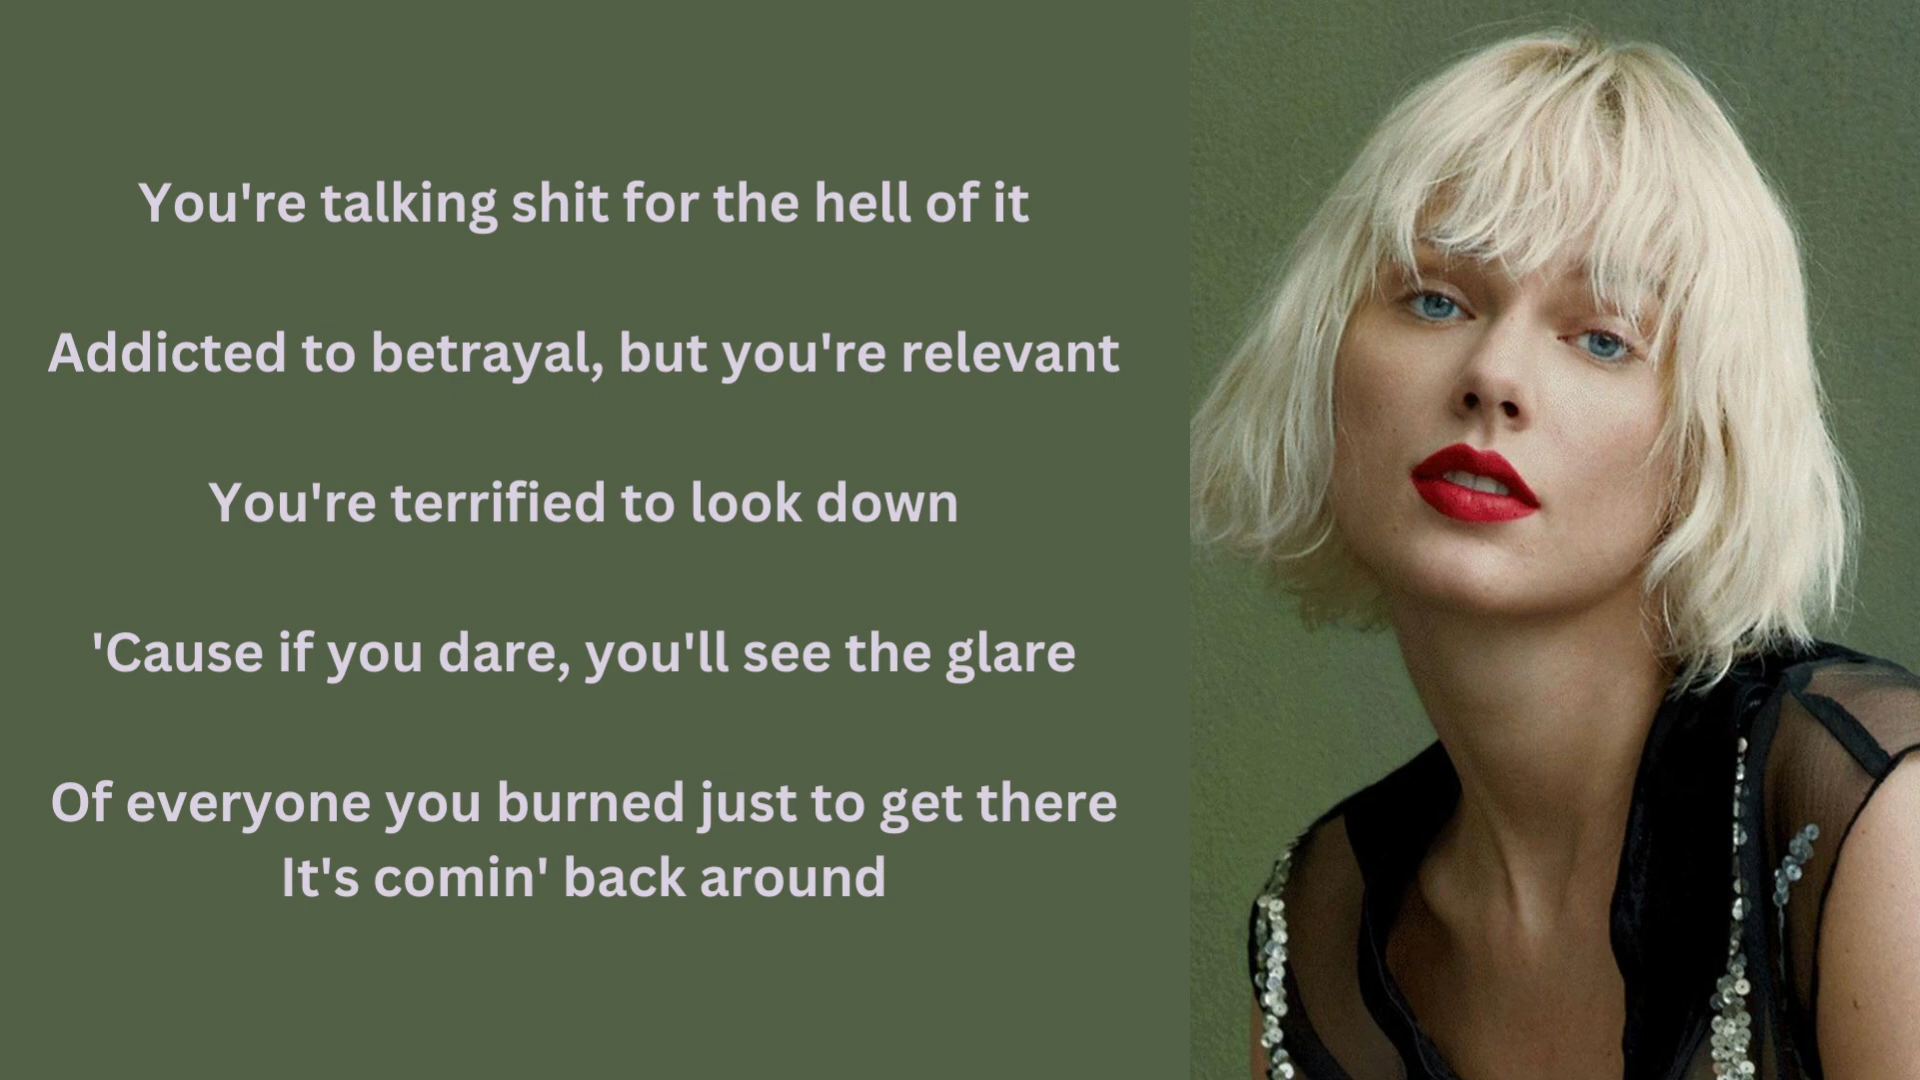 You're talking shit for the hell of it
Addicted to betrayal, but you're relevant
You're terrified to look down
'Cause if you dare, you'll see the glare
Of everyone you burned just to get there
It's comin' back around